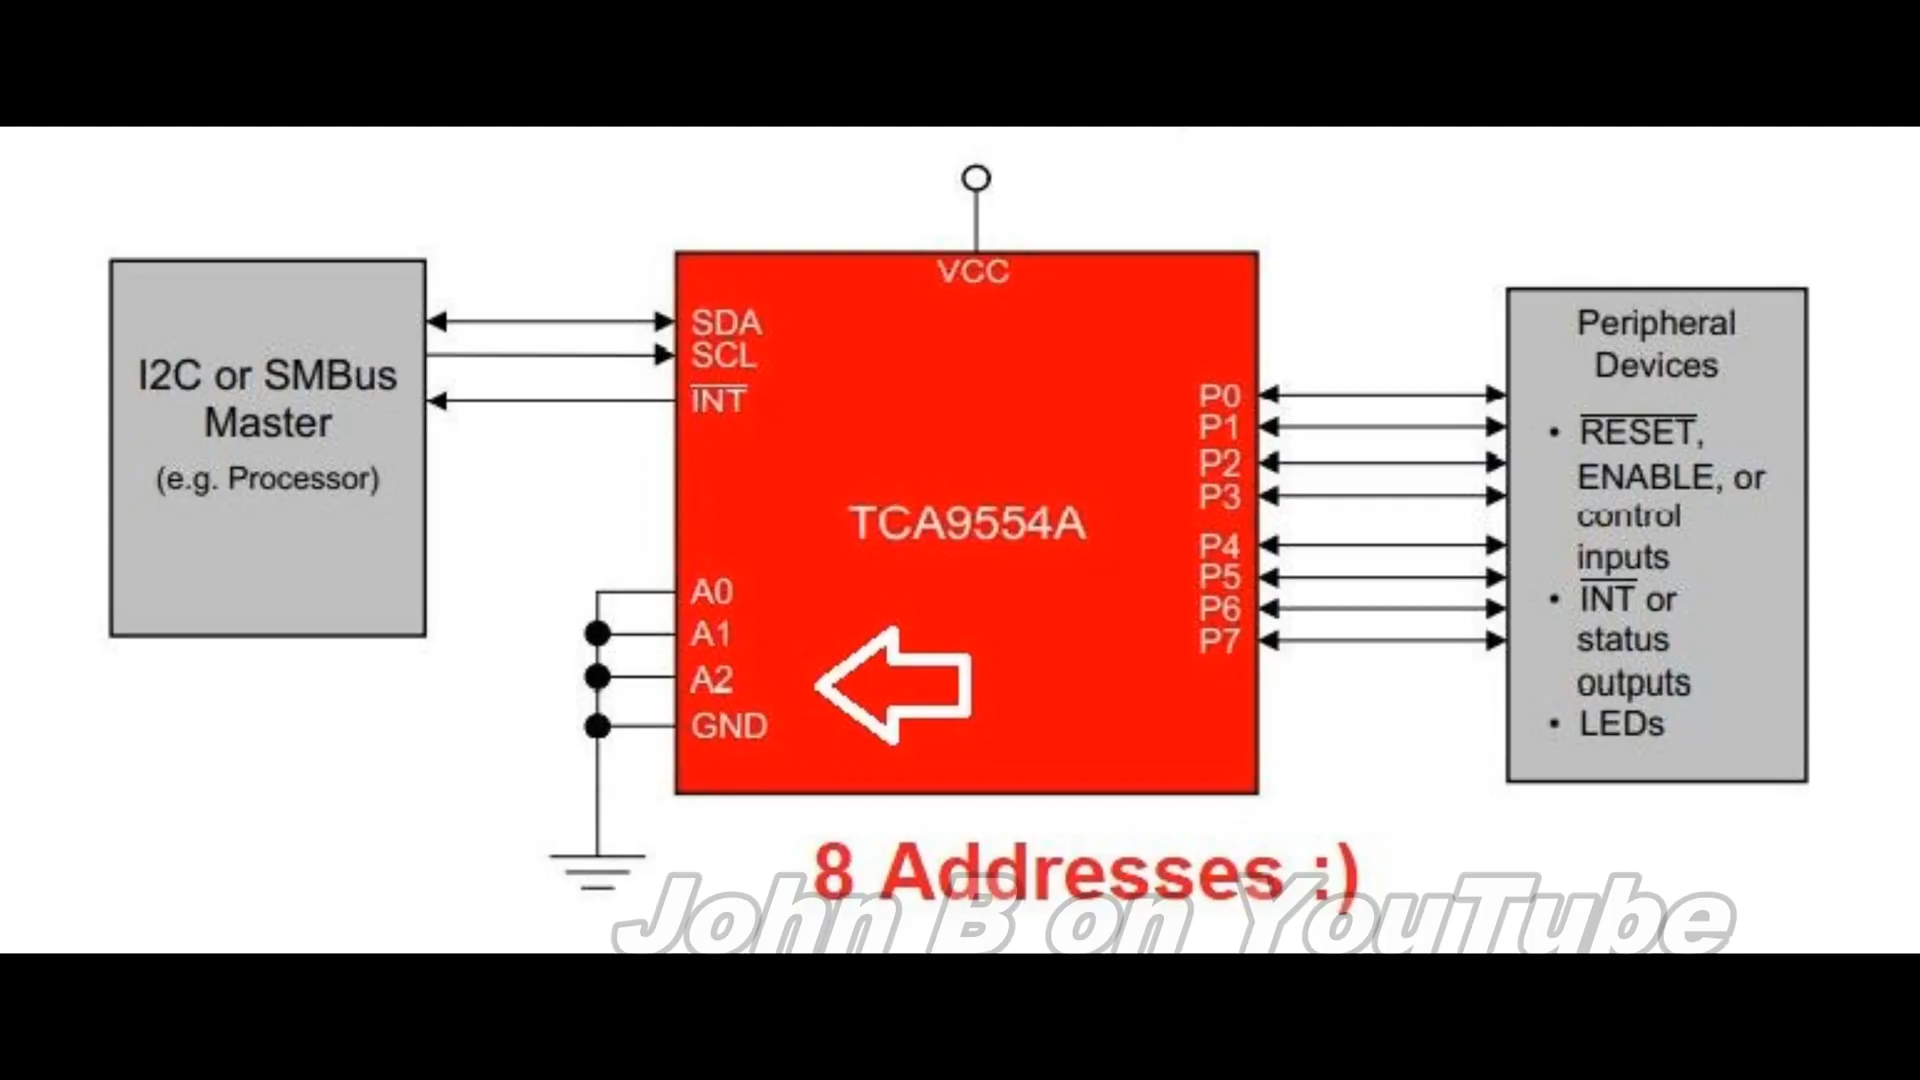 VCC
I2C or SMBus
Master
(e.g. Processor)
SDA
SCL
INT
A0
A1
A2
GND
TCA9554A
P0
P1
P2
P3
P4
P5
P6
P7
Peripheral
Devices
• RESET,
ENABLE, or
control
inputs
• INT or
status
outputs
• LEDs
8 Addresses :)
John B on YouTube